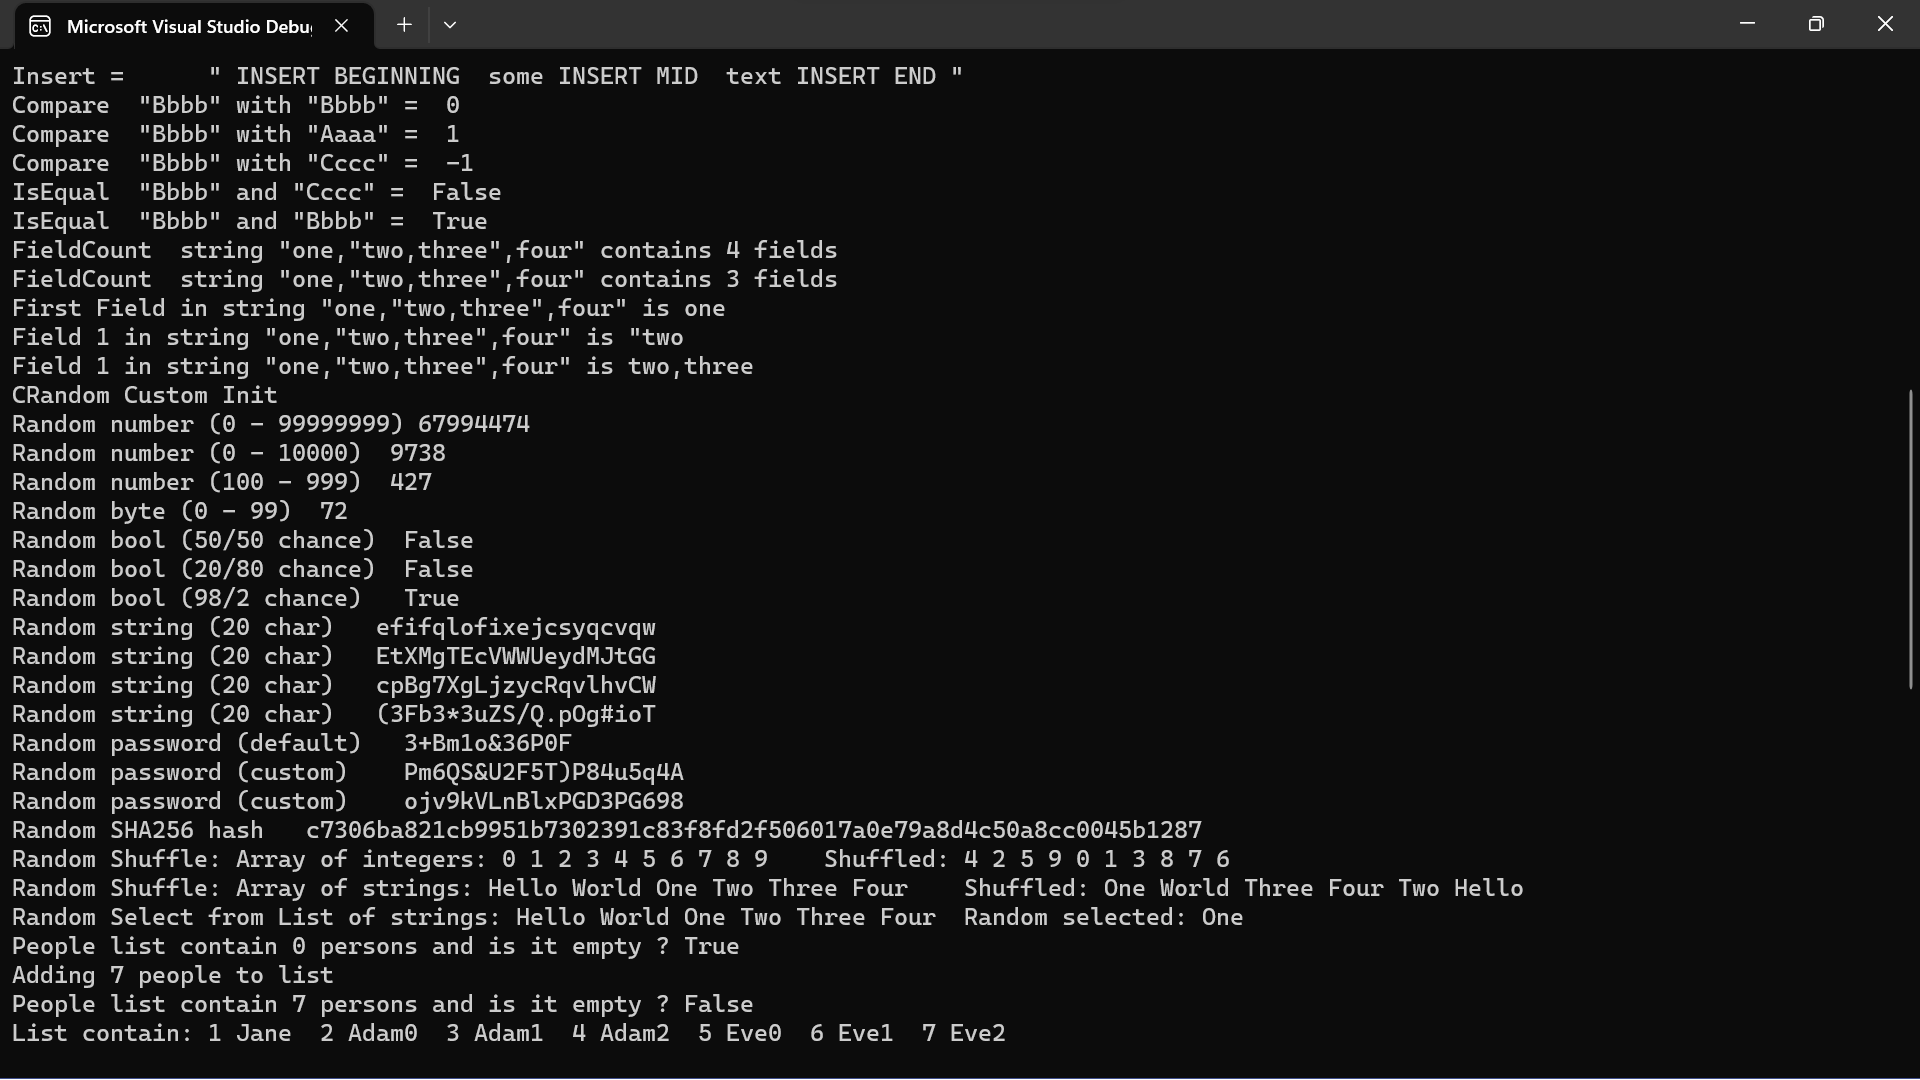 Microsoft Visual Studio Debu
Insert =      " INSERT BEGINNING  some INSERT MID  text INSERT END "
Compare  "Bbbb" with "Bbbb" =  0
Compare  "Bbbb" with "Aaaa" =  1
Compare  "Bbbb" with "Cccc" =  -1
IsEqual  "Bbbb" and "Cccc" =  False
IsEqual  "Bbbb" and "Bbbb" =  True
FieldCount  string "one,"two,three",four" contains 4 fields
FieldCount  string "one,"two,three",four" contains 3 fields
First Field in string "one,"two,three",four" is one
Field 1 in string "one,"two,three",four" is "two
Field 1 in string "one,"two,three",four" is two,three
CRandom Custom Init
Random number (0 - 99999999) 67994474
Random number (0 - 10000)  9738
Random number (100 - 999)  427
Random byte (0 - 99)  72
Random bool (50/50 chance)  False
Random bool (20/80 chance)  False
Random bool (98/2 chance)   True
Random string (20 char)   efifqlofixejcsyqcvqw
Random string (20 char)   EtXMgTEcVWWUeydMJtGG
Random string (20 char)   cpBg7XgLjzycRqvlhvCW
Random string (20 char)   (3Fb3*3uZS/Q.pOg#ioT
Random password (default)   3+Bm1o&36P0F
Random password (custom)    Pm6QS&U2F5T)P84u5q4A
Random password (custom)    ojv9kVLnBlxPGD3PG698
Random SHA256 hash   c7306ba821cb9951b7302391c83f8fd2f506017a0e79a8d4c50a8cc0045b1287
Random Shuffle: Array of integers: 0 1 2 3 4 5 6 7 8 9    Shuffled: 4 2 5 9 0 1 3 8 7 6
Random Shuffle: Array of strings: Hello World One Two Three Four    Shuffled: One World Three Four Two Hello
Random Select from List of strings: Hello World One Two Three Four  Random selected: One
People list contain 0 persons and is it empty ? True
Adding 7 people to list
People list contain 7 persons and is it empty ? False
List contain: 1 Jane  2 Adam0  3 Adam1  4 Adam2  5 Eve0  6 Eve1  7 Eve2